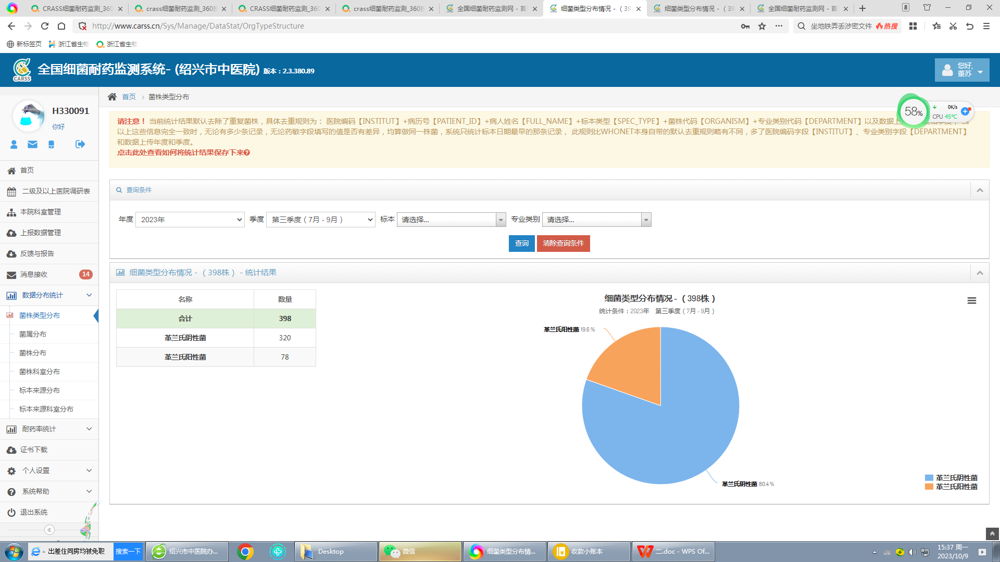 CRASS细菌耐药监测_360
crass细菌耐药监测_360搜
CRASS细菌耐药监测_360
crass细菌耐药监测_360搜
全国细菌耐药监测网 - 首页
细菌类型分布情况 - （39
细菌类型分布情况 - （39
全国细菌耐药监测网 - 首
8
http://www.carss.cn/Sys/Manage/DataStat/OrgTypeStructure
坐地铁弄丢涉密文件
热搜
新标签页
浙江省生物
浙江省生物
CARSS
全国细菌耐药监测系统- (绍兴市中医院) 版本：2.3.380.89
您好,
董苏
H330091
你好
首页
菌株类型分布
58%
0K/s
CPU 45℃
请注意！ 当前统计结果默认去除了重复菌株，具体去重规则为： 医院编码【INSTITUT】+病历号【PATIENT_ID】+病人姓名【FULL_NAME】+标本类型【SPEC_TYPE】+菌株代码【ORGANISM】+专业类别代码【DEPARTMENT】以及数据上
以上这些信息完全一致时，无论有多少条记录，无论药敏字段填写的值是否有差异，均算做同一株菌，系统只统计标本日期最早的那条记录， 此规则比WHONET本身自带的默认去重规则略有不同，多了医院编码字段【INSTITUT】、专业类别字段【DEPARTMENT】
和数据上传年度和季度。
点击此处查看如何将统计结果保存下来
首页
二级及以上医院调研表
本院科室管理
上报数据管理
反馈与报告
消息接收
14
数据分布统计
菌株类型分布
菌属分布
菌株分布
菌株科室分布
标本来源分布
标本来源科室分布
耐药率统计
证书下载
个人设置
系统帮助
退出系统
查询条件
年度
2023年
季度
第三季度（7月 - 9月）
标本
请选择...
专业类别
请选择...
查询
清除查询条件
细菌类型分布情况 - （398株） - 统计结果
名称
数量
合计
398
革兰氏阴性菌
320
革兰氏阳性菌
78
细菌类型分布情况 - （398株）
统计条件：2023年 第三季度（7月 - 9月）
革兰氏阳性菌 19.6 %
革兰氏阴性菌 80.4 %
革兰氏阴性菌
革兰氏阳性菌
出差住同房均被免职
搜索一下
绍兴市中医院办...
Desktop
微信
细菌类型分布情...
收款小账本
二.doc - WPS Of...
15:37 周一
2023/10/9